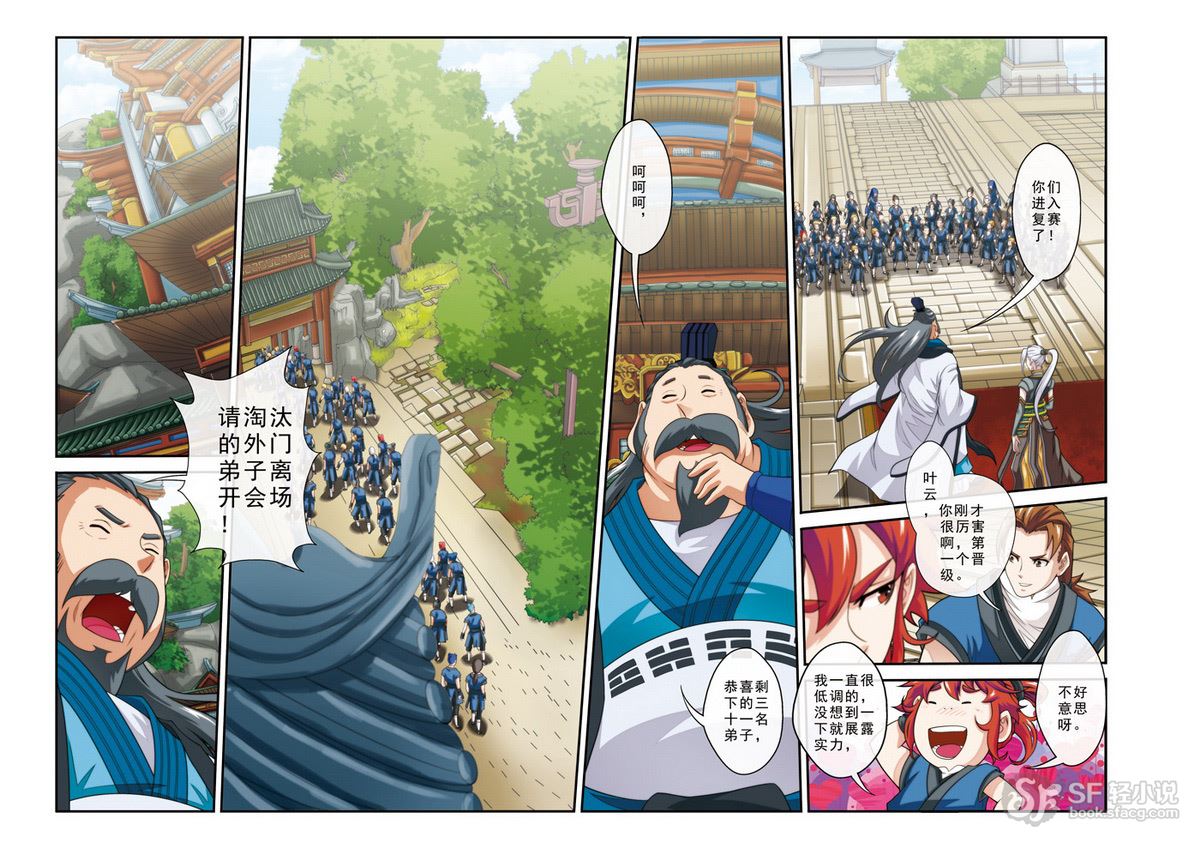 请淘汰
的外门
弟子离
开会场
！
呵
呵
呵，
恭喜剩
下的三
十一名
弟子
你们
进入
复赛
了！
叶
云，
你刚才
很厉害
啊，第
一个晋
级。
不好
意思
呀。
我一直很
低调的，
没想到一
下就展露
实力，
SF轻小说
book.sfacg.com